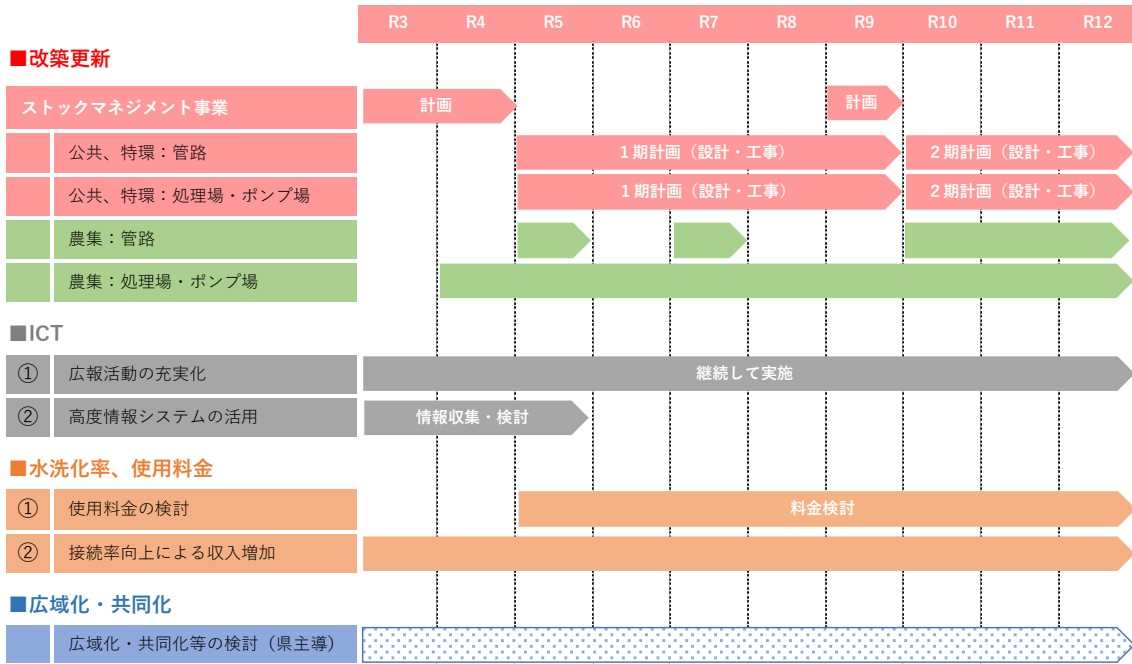 R3 R4 R5 R6 R7 R8 R9 R10 R11 R12
■改築更新
ストックマネジメント事業 計画 計画
公共、特環：管路 1期計画（設計・工事） 2期計画（設計・工事）
公共、特環：処理場・ポンプ場 1期計画（設計・工事） 2期計画（設計・工事）
農集：管路
農集：処理場・ポンプ場
■ICT
① 広報活動の充実化 継続して実施
② 高度情報システムの活用 情報収集・検討
■水洗化率、使用料金
① 使用料金の検討 料金検討
② 接続率向上による収入増加
■広域化・共同化
広域化・共同化等の検討（県主導）